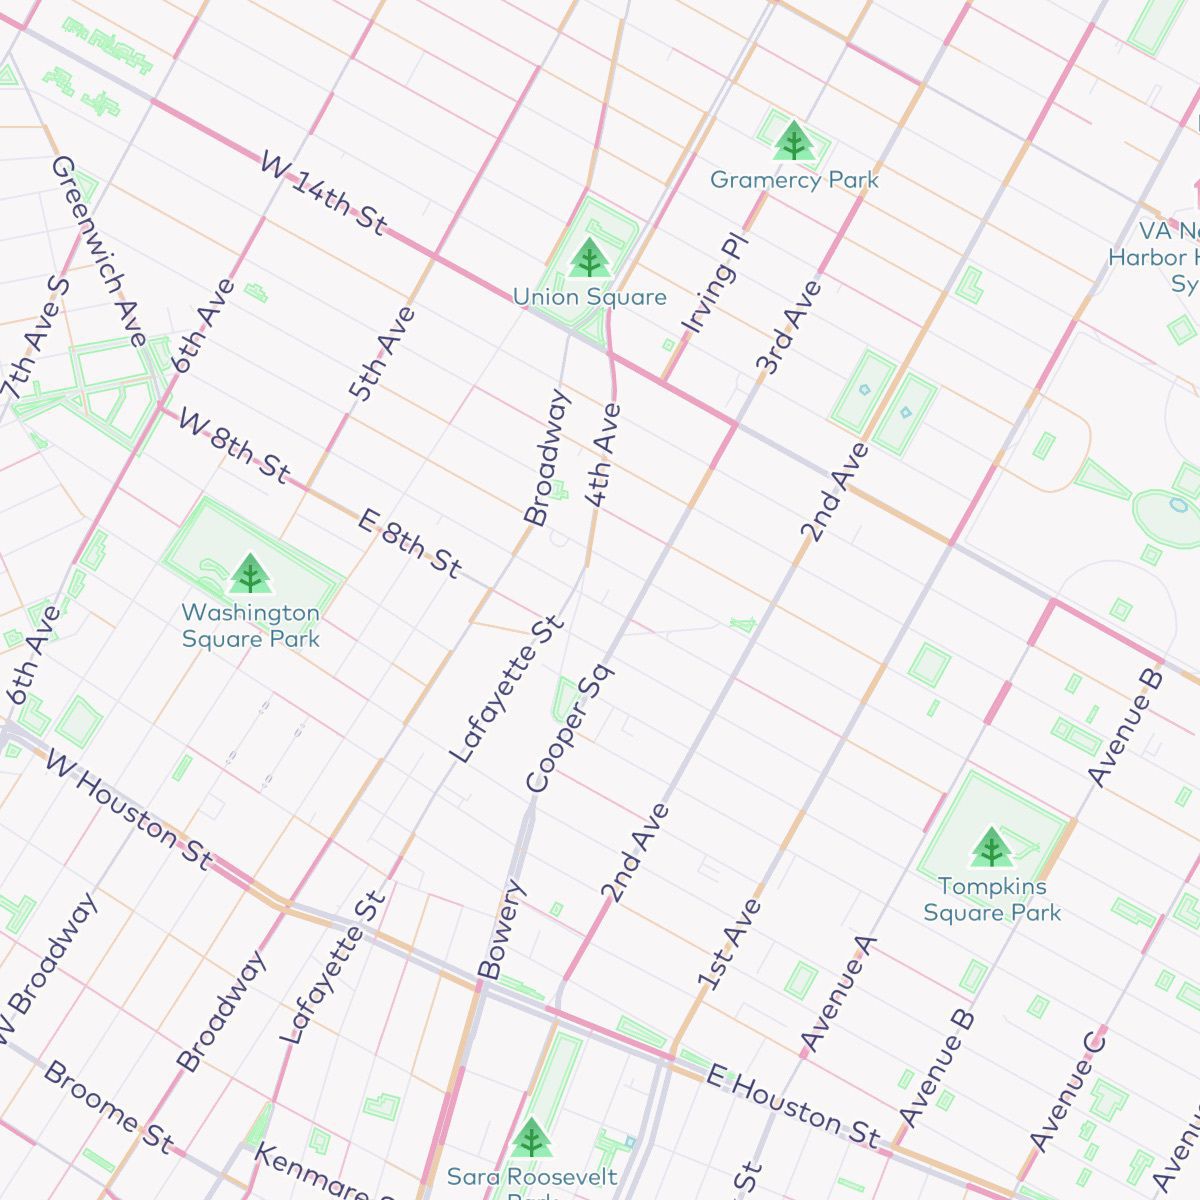 W 14th St
Gramercy Park
Greenwich Ave
VA N
Harbor H
Sy
Union Square
Irving Pl
7th Ave S
6th Ave
5th Ave
3rd Ave
Broadway
4th Ave
W 8th St
2nd Ave
E 8th St
Washington
Square Park
6th Ave
Lafayette St
Cooper Sq
Avenue B
W Houston St
2nd Ave
Tompkins
Square Park
Bowery
1st Ave
W Broadway
Lafayette St
Broadway
Avenue A
Avenue B
Avenue C
Broome St
E Houston St
Kenmare S
Sara Roosevelt
Park
St
Avenu